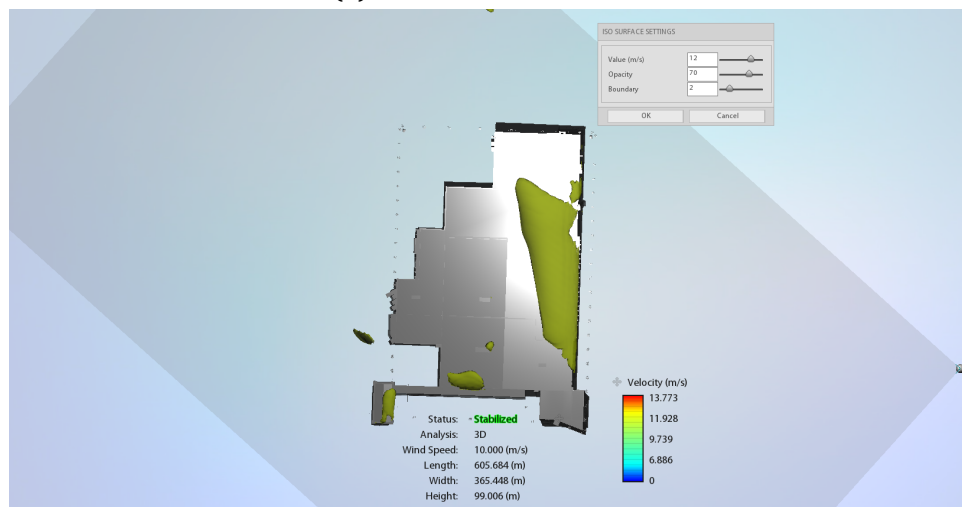 ISO SURFACE SETTINGS
Value (m/s) 12
Opacity 70
Boundary 2
OK Cancel
Velocity (m/s)
13.773
11.928
9.739
6.886
0
Status: Stabilized
Analysis: 3D
Wind Speed: 10.000 (m/s)
Length: 605.684 (m)
Width: 365.448 (m)
Height: 99.006 (m)